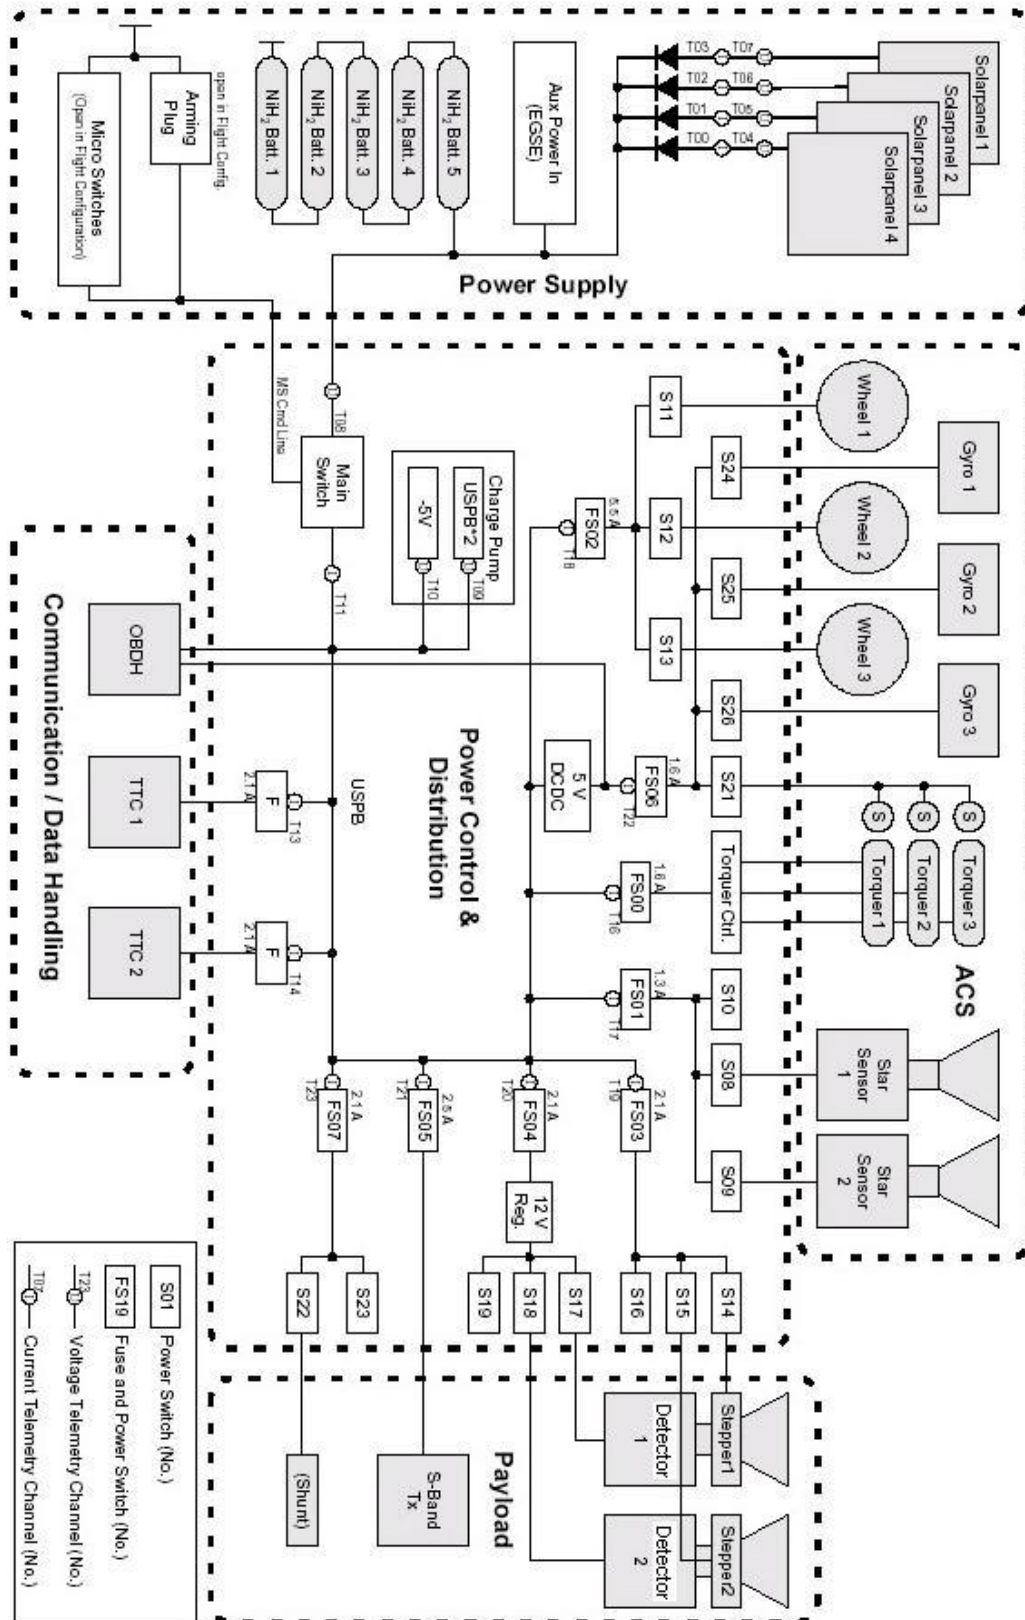 Power Supply
Solarpanel 1
Solarpanel 2
Solarpanel 3
Solarpanel 4
T03
T07
T02
T06
T01
T05
T00
T04
Aux Power In
(EGSE)
NiH2 Batt. 5
NiH2 Batt. 4
NiH2 Batt. 3
NiH2 Batt. 2
NiH2 Batt. 1
open in Flight Config.
Arming
Plug
Micro Switches
(Open in Flight Configuration)
ACS
Gyro 1
Gyro 2
Gyro 3
Wheel 1
Wheel 2
Wheel 3
S
S
S
Torquer 3
Torquer 2
Torquer 1
Star
Sensor
1
Star
Sensor
2
Power Control &
Distribution
S11
S24
S12
S25
S13
S26
S21
Torquer Ctrl.
S10
S08
S09
5.5 A
FS02
T18
Charge Pump
USPB*2
T09
-5V
T10
T08
Main
Switch
MS Cmd Line
T11
5 V
DCDC
1.6 A
FS06
T22
1.6 A
FS00
T16
1.3 A
FS01
T17
USPB
2.1 A
F
T13
2.1 A
F
T14
2.1 A
FS03
T19
2.1 A
FS04
T20
2.5 A
FS05
T21
2.1 A
FS07
T23
12 V
Reg.
S14
S15
S16
S17
S18
S19
S23
S22
Communication / Data Handling
OBDH
TTC 1
TTC 2
Payload
Stepper1
Detector
1
Stepper2
Detector
2
S-Band
Tx
(Shunt)
S01 Power Switch (No.)
FS19 Fuse and Power Switch (No.)
T23 Voltage Telemetry Channel (No.)
T07 Current Telemetry Channel (No.)